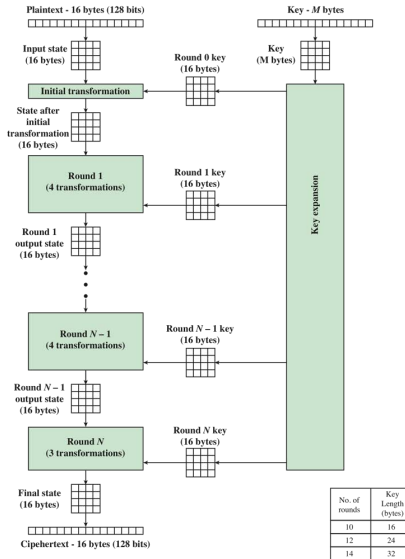 Plaintext - 16 bytes (128 bits)
Key - M bytes
Input state
(16 bytes)
Round 0 key
(16 bytes)
Key
(M bytes)
Initial transformation
State after
initial
transformation
(16 bytes)
Round 1
(4 transformations)
Round 1 key
(16 bytes)
Key expansion
Round 1
output state
(16 bytes)
Round N – 1
(4 transformations)
Round N – 1 key
(16 bytes)
Round N – 1
output state
(16 bytes)
Round N
(3 transformations)
Round N key
(16 bytes)
Final state
(16 bytes)
Cipehertext - 16 bytes (128 bits)
No. of
rounds
Key
Length
(bytes)
10 16
12 24
14 32